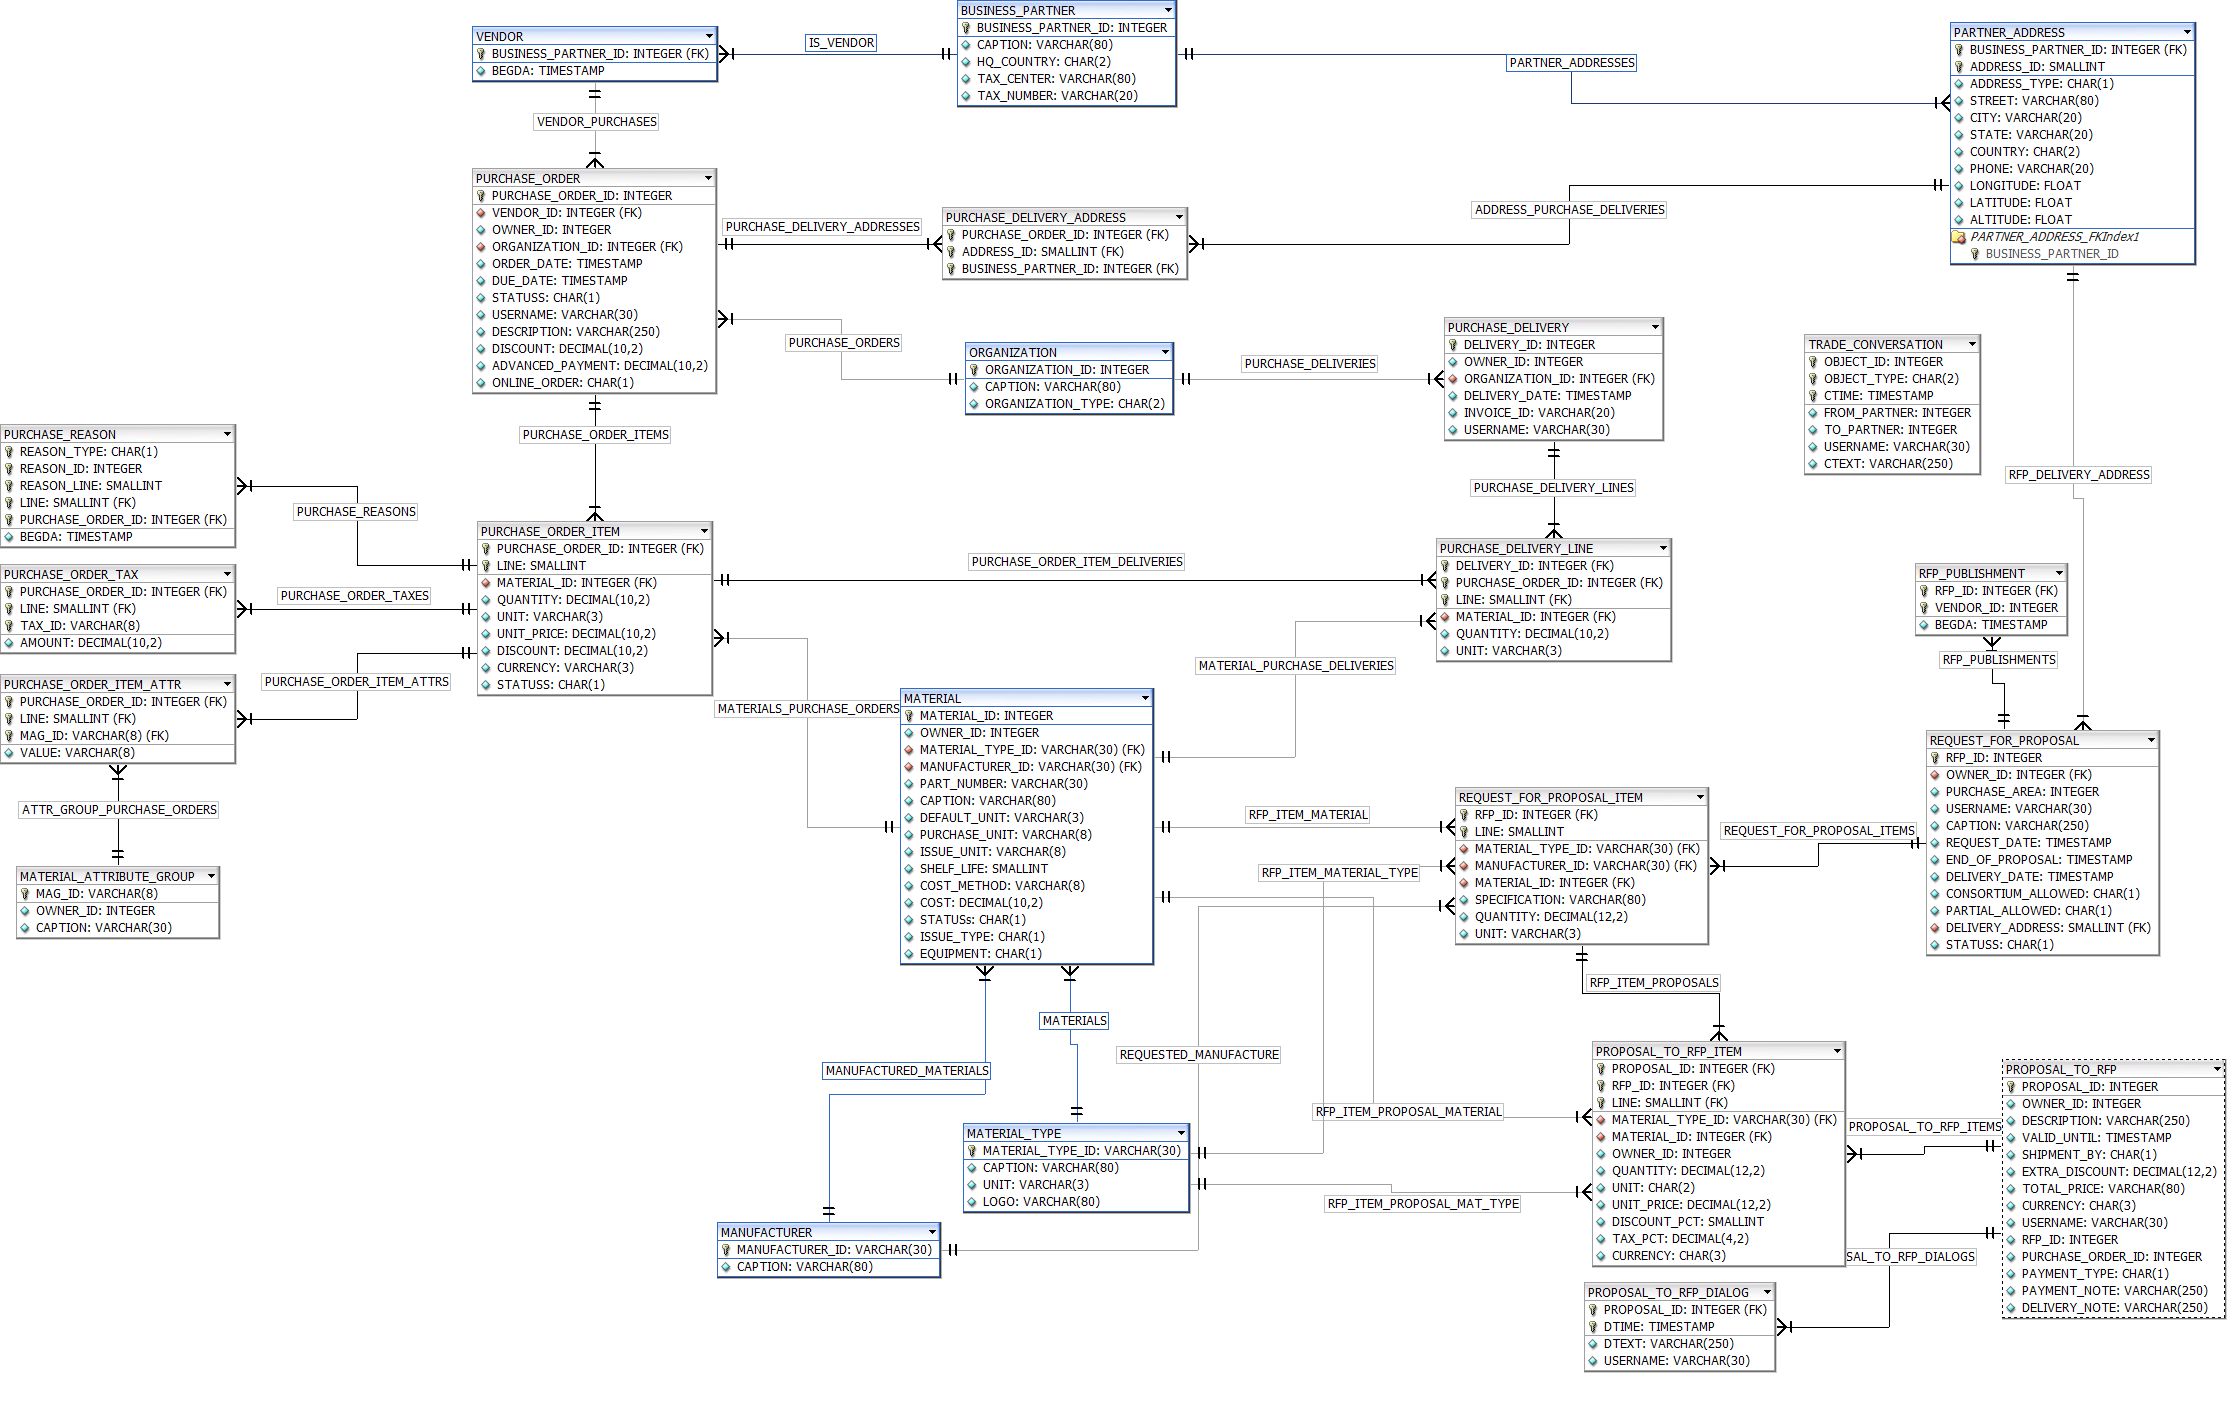 BUSINESS_PARTNER
BUSINESS_PARTNER_ID: INTEGER
CAPTION: VARCHAR(80)
HQ_COUNTRY: CHAR(2)
TAX_CENTER: VARCHAR(80)
TAX_NUMBER: VARCHAR(20)
VENDOR
BUSINESS_PARTNER_ID: INTEGER (FK)
BEGDA: TIMESTAMP
IS_VENDOR
PARTNER_ADDRESSES
PARTNER_ADDRESS
BUSINESS_PARTNER_ID: INTEGER (FK)
ADDRESS_ID: SMALLINT
ADDRESS_TYPE: CHAR(1)
STREET: VARCHAR(80)
CITY: VARCHAR(20)
STATE: VARCHAR(20)
COUNTRY: CHAR(2)
PHONE: VARCHAR(20)
LONGITUDE: FLOAT
LATITUDE: FLOAT
ALTITUDE: FLOAT
PARTNER_ADDRESS_FKIndex1
BUSINESS_PARTNER_ID
VENDOR_PURCHASES
PURCHASE_ORDER
PURCHASE_ORDER_ID: INTEGER
VENDOR_ID: INTEGER (FK)
OWNER_ID: INTEGER
ORGANIZATION_ID: INTEGER (FK)
ORDER_DATE: TIMESTAMP
DUE_DATE: TIMESTAMP
STATUSS: CHAR(1)
USERNAME: VARCHAR(30)
DESCRIPTION: VARCHAR(250)
DISCOUNT: DECIMAL(10,2)
ADVANCED_PAYMENT: DECIMAL(10,2)
ONLINE_ORDER: CHAR(1)
PURCHASE_DELIVERY_ADDRESSES
PURCHASE_DELIVERY_ADDRESS
PURCHASE_ORDER_ID: INTEGER (FK)
ADDRESS_ID: SMALLINT (FK)
BUSINESS_PARTNER_ID: INTEGER (FK)
ADDRESS_PURCHASE_DELIVERIES
PURCHASE_ORDERS
ORGANIZATION
ORGANIZATION_ID: INTEGER
CAPTION: VARCHAR(80)
ORGANIZATION_TYPE: CHAR(2)
PURCHASE_DELIVERIES
PURCHASE_DELIVERY
DELIVERY_ID: INTEGER
OWNER_ID: INTEGER
ORGANIZATION_ID: INTEGER (FK)
DELIVERY_DATE: TIMESTAMP
INVOICE_ID: VARCHAR(20)
USERNAME: VARCHAR(30)
TRADE_CONVERSATION
OBJECT_ID: INTEGER
OBJECT_TYPE: CHAR(2)
CTIME: TIMESTAMP
FROM_PARTNER: INTEGER
TO_PARTNER: INTEGER
USERNAME: VARCHAR(30)
CTEXT: VARCHAR(250)
RFP_DELIVERY_ADDRESS
PURCHASE_ORDER_ITEMS
PURCHASE_REASON
REASON_TYPE: CHAR(1)
REASON_ID: INTEGER
REASON_LINE: SMALLINT
LINE: SMALLINT (FK)
PURCHASE_ORDER_ID: INTEGER (FK)
BEGDA: TIMESTAMP
PURCHASE_REASONS
PURCHASE_DELIVERY_LINES
PURCHASE_ORDER_ITEM
PURCHASE_ORDER_ID: INTEGER (FK)
LINE: SMALLINT
MATERIAL_ID: INTEGER (FK)
QUANTITY: DECIMAL(10,2)
UNIT: VARCHAR(3)
UNIT_PRICE: DECIMAL(10,2)
DISCOUNT: DECIMAL(10,2)
CURRENCY: VARCHAR(3)
STATUSS: CHAR(1)
PURCHASE_ORDER_ITEM_DELIVERIES
PURCHASE_DELIVERY_LINE
DELIVERY_ID: INTEGER (FK)
PURCHASE_ORDER_ID: INTEGER (FK)
LINE: SMALLINT (FK)
MATERIAL_ID: INTEGER (FK)
QUANTITY: DECIMAL(10,2)
UNIT: VARCHAR(3)
PURCHASE_ORDER_TAX
PURCHASE_ORDER_ID: INTEGER (FK)
LINE: SMALLINT (FK)
TAX_ID: VARCHAR(8)
AMOUNT: DECIMAL(10,2)
PURCHASE_ORDER_TAXES
RFP_PUBLISHMENT
RFP_ID: INTEGER (FK)
VENDOR_ID: INTEGER
BEGDA: TIMESTAMP
RFP_PUBLISHMENTS
PURCHASE_ORDER_ITEM_ATTR
PURCHASE_ORDER_ID: INTEGER (FK)
LINE: SMALLINT (FK)
MAG_ID: VARCHAR(8) (FK)
VALUE: VARCHAR(8)
PURCHASE_ORDER_ITEM_ATTRS
MATERIAL_PURCHASE_DELIVERIES
MATERIALS_PURCHASE_ORDERS
MATERIAL
MATERIAL_ID: INTEGER
OWNER_ID: INTEGER
MATERIAL_TYPE_ID: VARCHAR(30) (FK)
MANUFACTURER_ID: VARCHAR(30) (FK)
PART_NUMBER: VARCHAR(30)
CAPTION: VARCHAR(80)
DEFAULT_UNIT: VARCHAR(3)
PURCHASE_UNIT: VARCHAR(8)
ISSUE_UNIT: VARCHAR(8)
SHELF_LIFE: SMALLINT
COST_METHOD: VARCHAR(8)
COST: DECIMAL(10,2)
STATUSs: CHAR(1)
ISSUE_TYPE: CHAR(1)
EQUIPMENT: CHAR(1)
ATTR_GROUP_PURCHASE_ORDERS
MATERIAL_ATTRIBUTE_GROUP
MAG_ID: VARCHAR(8)
OWNER_ID: INTEGER
CAPTION: VARCHAR(30)
RFP_ITEM_MATERIAL
RFP_ITEM_MATERIAL_TYPE
REQUEST_FOR_PROPOSAL_ITEM
RFP_ID: INTEGER (FK)
LINE: SMALLINT
MATERIAL_TYPE_ID: VARCHAR(30) (FK)
MANUFACTURER_ID: VARCHAR(30) (FK)
MATERIAL_ID: INTEGER (FK)
SPECIFICATION: VARCHAR(80)
QUANTITY: DECIMAL(12,2)
UNIT: VARCHAR(3)
REQUEST_FOR_PROPOSAL_ITEMS
REQUEST_FOR_PROPOSAL
RFP_ID: INTEGER
OWNER_ID: INTEGER (FK)
PURCHASE_AREA: INTEGER
USERNAME: VARCHAR(30)
CAPTION: VARCHAR(250)
REQUEST_DATE: TIMESTAMP
END_OF_PROPOSAL: TIMESTAMP
DELIVERY_DATE: TIMESTAMP
CONSORTIUM_ALLOWED: CHAR(1)
PARTIAL_ALLOWED: CHAR(1)
DELIVERY_ADDRESS: SMALLINT (FK)
STATUSS: CHAR(1)
RFP_ITEM_PROPOSALS
MATERIALS
REQUESTED_MANUFACTURE
MANUFACTURED_MATERIALS
RFP_ITEM_PROPOSAL_MATERIAL
PROPOSAL_TO_RFP_ITEM
PROPOSAL_ID: INTEGER (FK)
RFP_ID: INTEGER (FK)
LINE: SMALLINT (FK)
MATERIAL_TYPE_ID: VARCHAR(30) (FK)
MATERIAL_ID: INTEGER (FK)
OWNER_ID: INTEGER
QUANTITY: DECIMAL(12,2)
UNIT: CHAR(2)
UNIT_PRICE: DECIMAL(12,2)
DISCOUNT_PCT: SMALLINT
TAX_PCT: DECIMAL(4,2)
CURRENCY: CHAR(3)
PROPOSAL_TO_RFP_ITEMS
PROPOSAL_TO_RFP
PROPOSAL_ID: INTEGER
OWNER_ID: INTEGER
DESCRIPTION: VARCHAR(250)
VALID_UNTIL: TIMESTAMP
SHIPMENT_BY: CHAR(1)
EXTRA_DISCOUNT: DECIMAL(12,2)
TOTAL_PRICE: VARCHAR(80)
CURRENCY: CHAR(3)
USERNAME: VARCHAR(30)
RFP_ID: INTEGER
PURCHASE_ORDER_ID: INTEGER
PAYMENT_TYPE: CHAR(1)
PAYMENT_NOTE: VARCHAR(250)
DELIVERY_NOTE: VARCHAR(250)
MATERIAL_TYPE
MATERIAL_TYPE_ID: VARCHAR(30)
CAPTION: VARCHAR(80)
UNIT: VARCHAR(3)
LOGO: VARCHAR(80)
RFP_ITEM_PROPOSAL_MAT_TYPE
MANUFACTURER
MANUFACTURER_ID: VARCHAR(30)
CAPTION: VARCHAR(80)
SAL_TO_RFP_DIALOGS
PROPOSAL_TO_RFP_DIALOG
PROPOSAL_ID: INTEGER (FK)
DTIME: TIMESTAMP
DTEXT: VARCHAR(250)
USERNAME: VARCHAR(30)